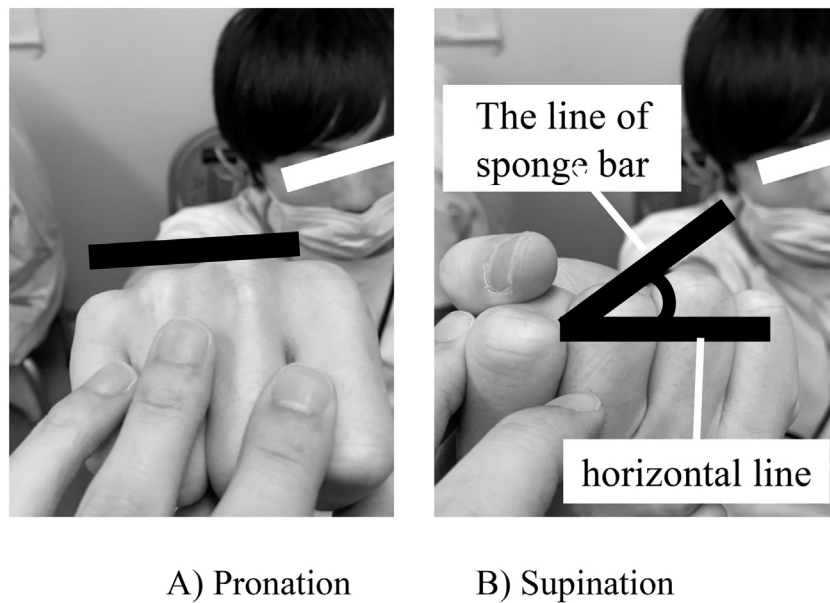 The line of
sponge bar
horizontal line
A) Pronation
B) Supination